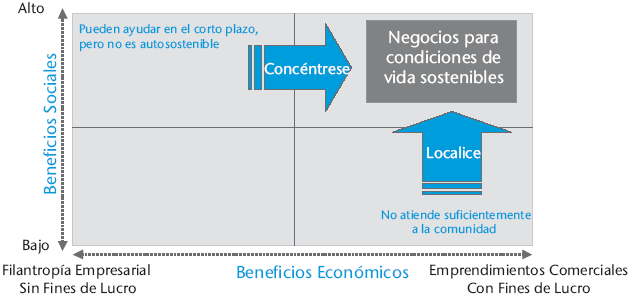 Alto
Pueden ayudar en el corto plazo,
pero no es autosostenible
Concéntrese
Negocios para
condiciones de
vida sostenibles
Beneficios Sociales
Localice
No atiende suficientemente
a la comunidad
Bajo
Filantropía Empresarial
Sin Fines de Lucro
Beneficios Económicos
Emprendimientos Comerciales
Con Fines de Lucro